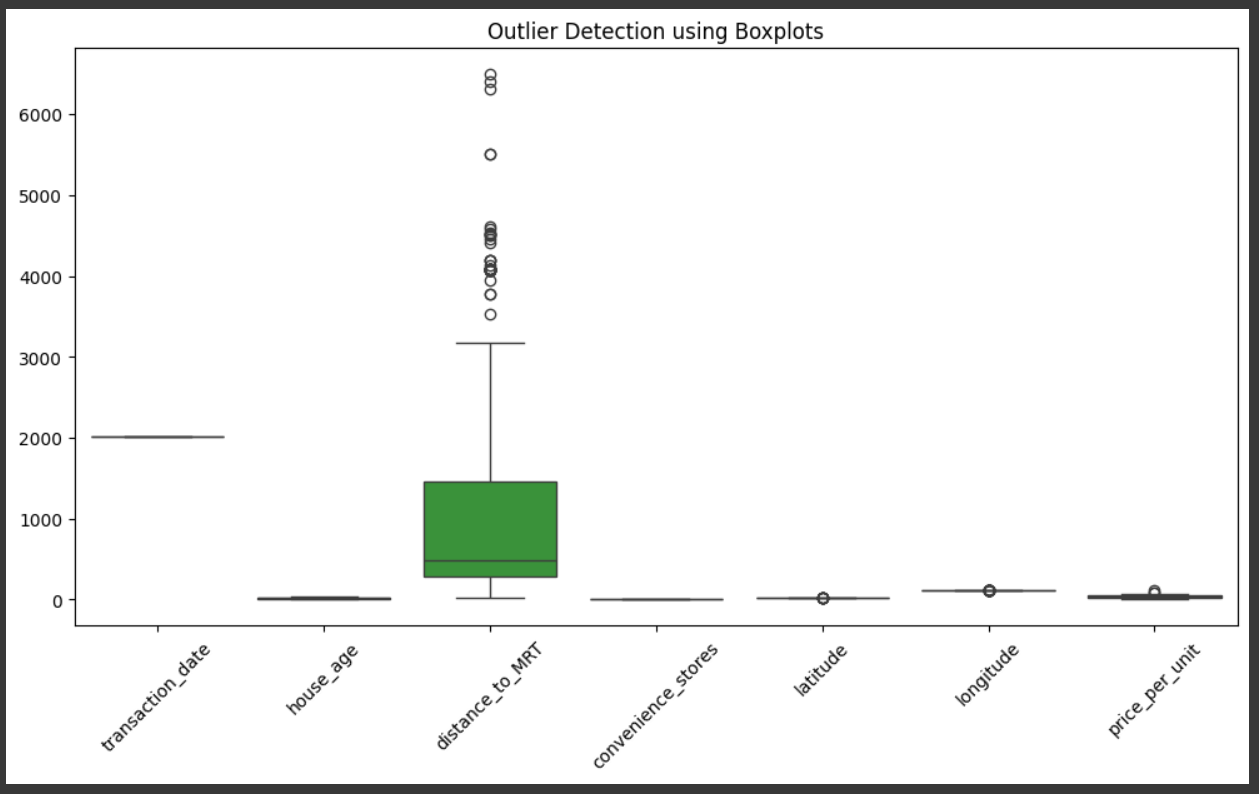 Outlier Detection using Boxplots
6000
5000
4000
3000
2000
1000
0
transaction_date
house_age
distance_to_MRT
convenience_stores
latitude
longitude
price_per_unit